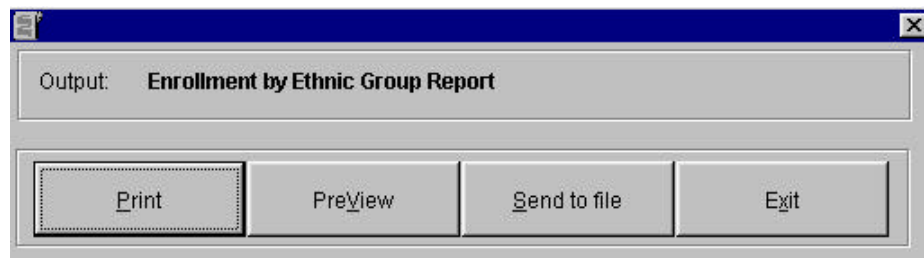 Output: Enrollment by Ethnic Group Report
Print PreView Send to file Exit